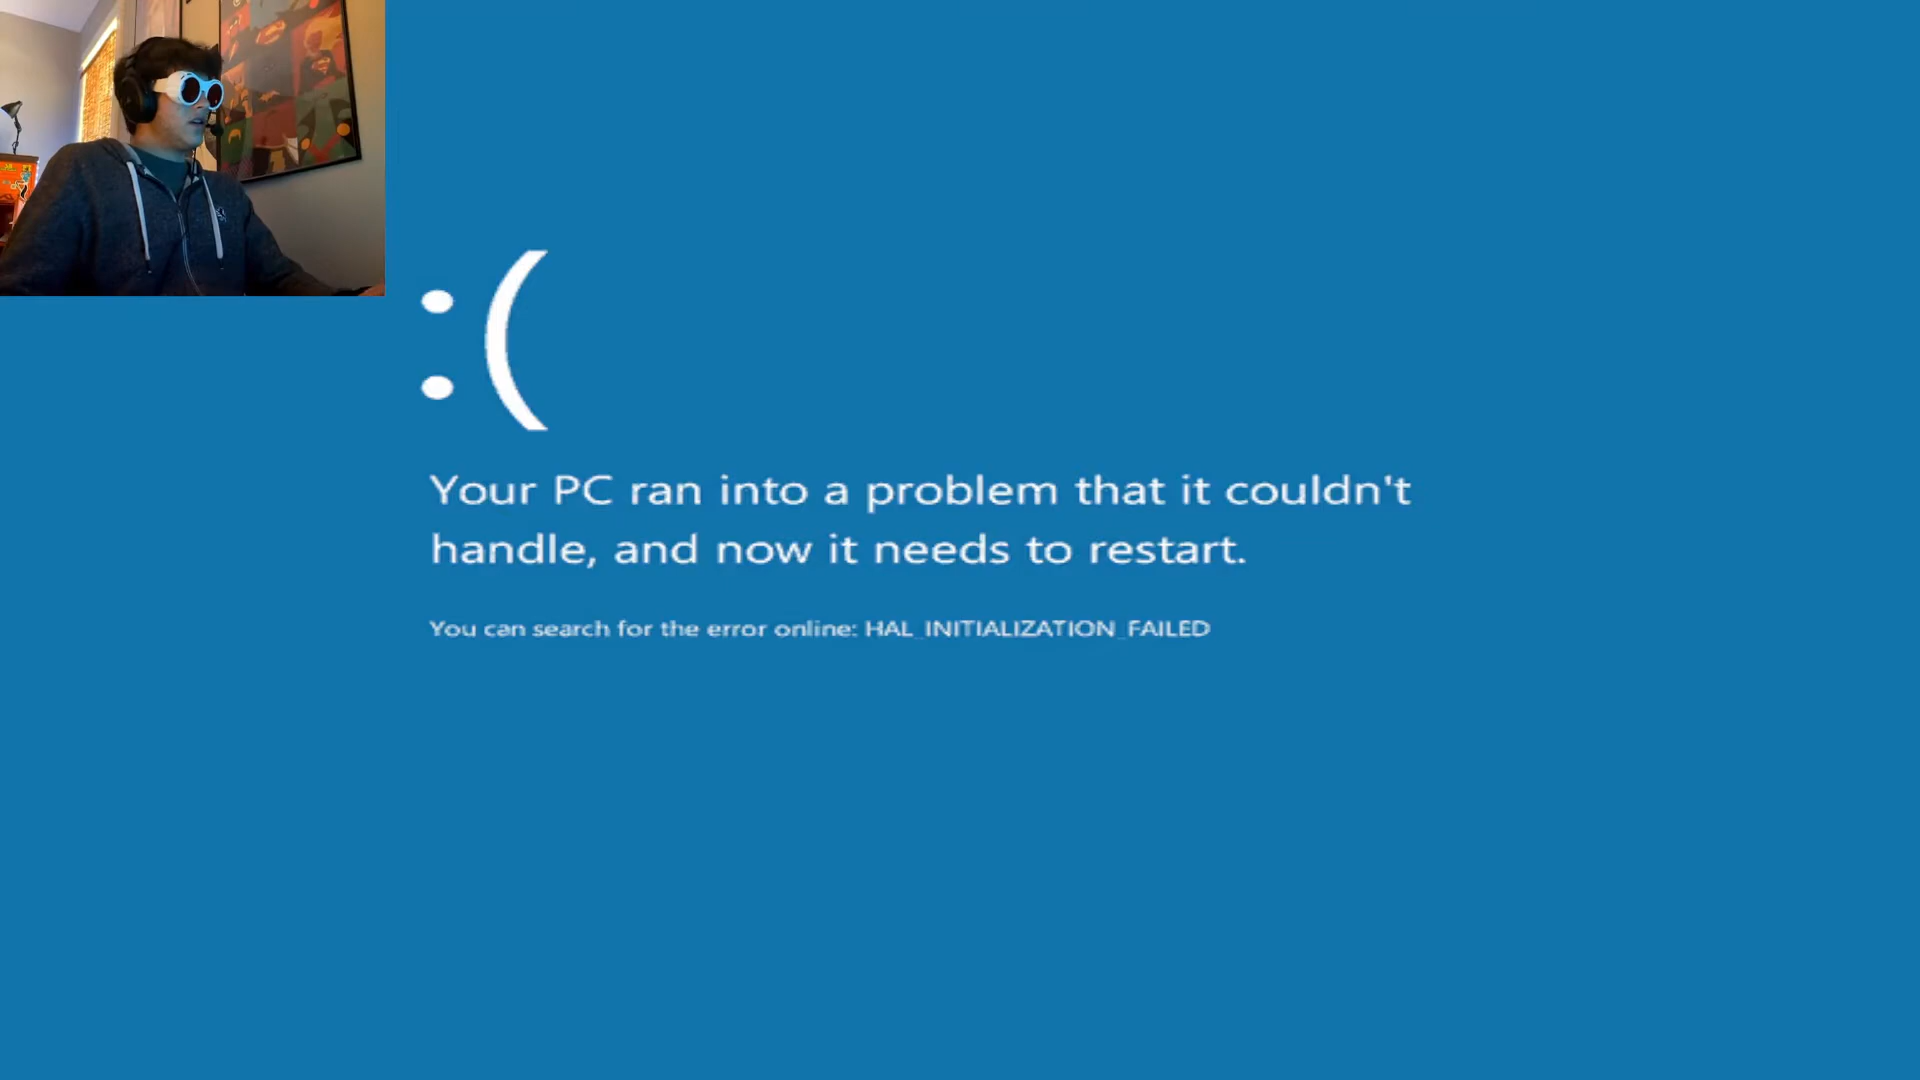 :(
Your PC ran into a problem that it couldn't
handle, and now it needs to restart.
You can search for the error online: HAL_INITIALIZATION_FAILED